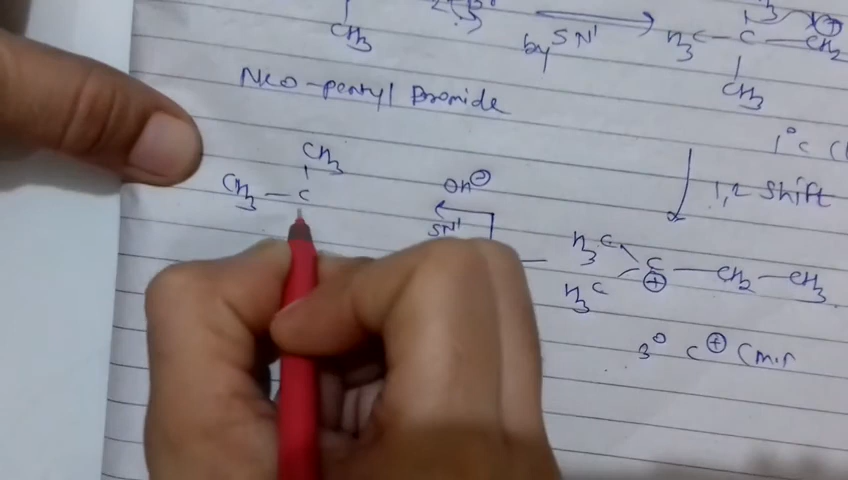 CH3 by SN1 H3C — C — CH2 ⊕
CH3
Neo-pentyl Bromide
1° C (
1,2 shift
CH3
CH3 — C
OH⊖
SN1
H3C
H3C C ⊕ — CH2 — CH3
3° C⊕ (m.r